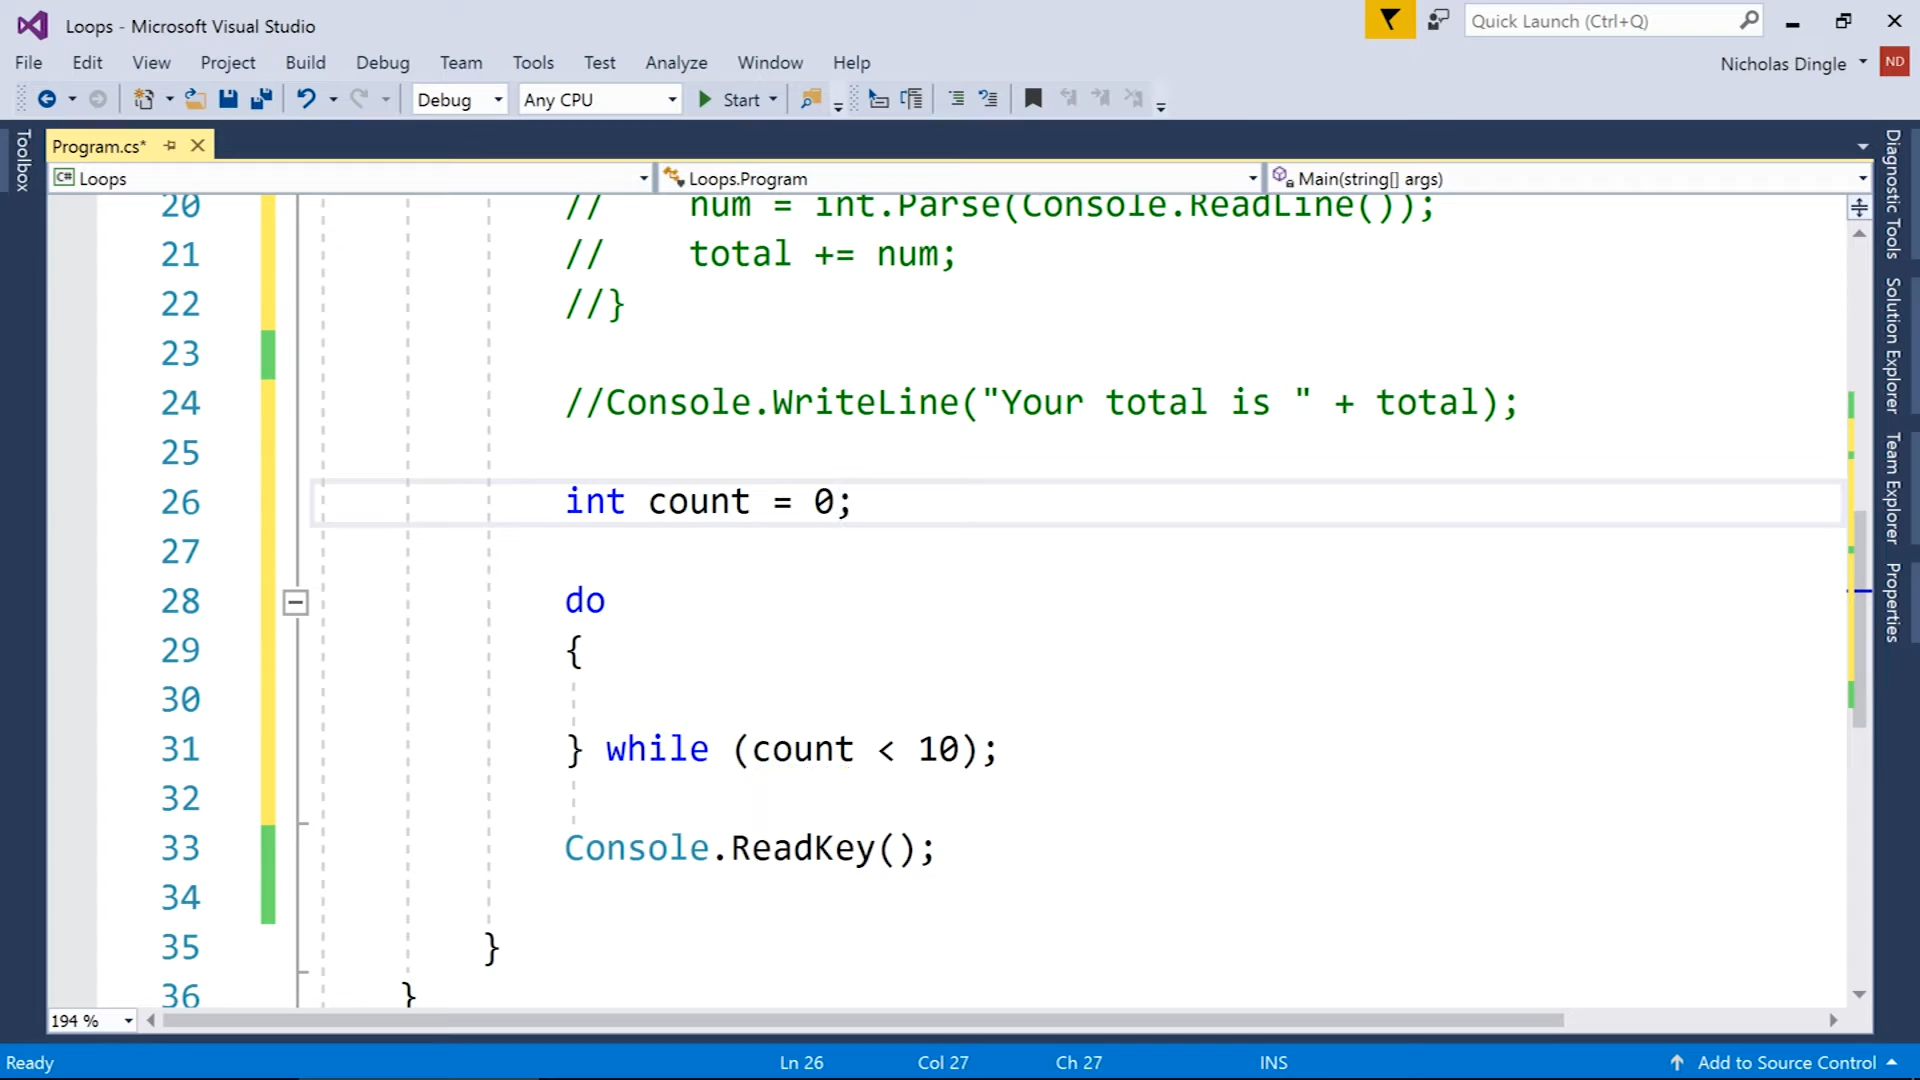 Loops - Microsoft Visual Studio
Quick Launch (Ctrl+Q)
File Edit View Project Build Debug Team Tools Test Analyze Window Help
Nicholas Dingle ND
Debug Any CPU Start
Toolbox
Program.cs*
C# Loops
Loops.Program
Main(string[] args)
20 // num = int.Parse(Console.ReadLine());
21 // total += num;
22 //}
23
24 //Console.WriteLine("Your total is " + total);
25
26 int count = 0;
27
28 do
29 {
30
31 } while (count < 10);
32
33 Console.ReadKey();
34
35 }
36 }
Diagnostic Tools
Solution Explorer
Team Explorer
Properties
194 %
Ready Ln 26 Col 27 Ch 27 INS Add to Source Control